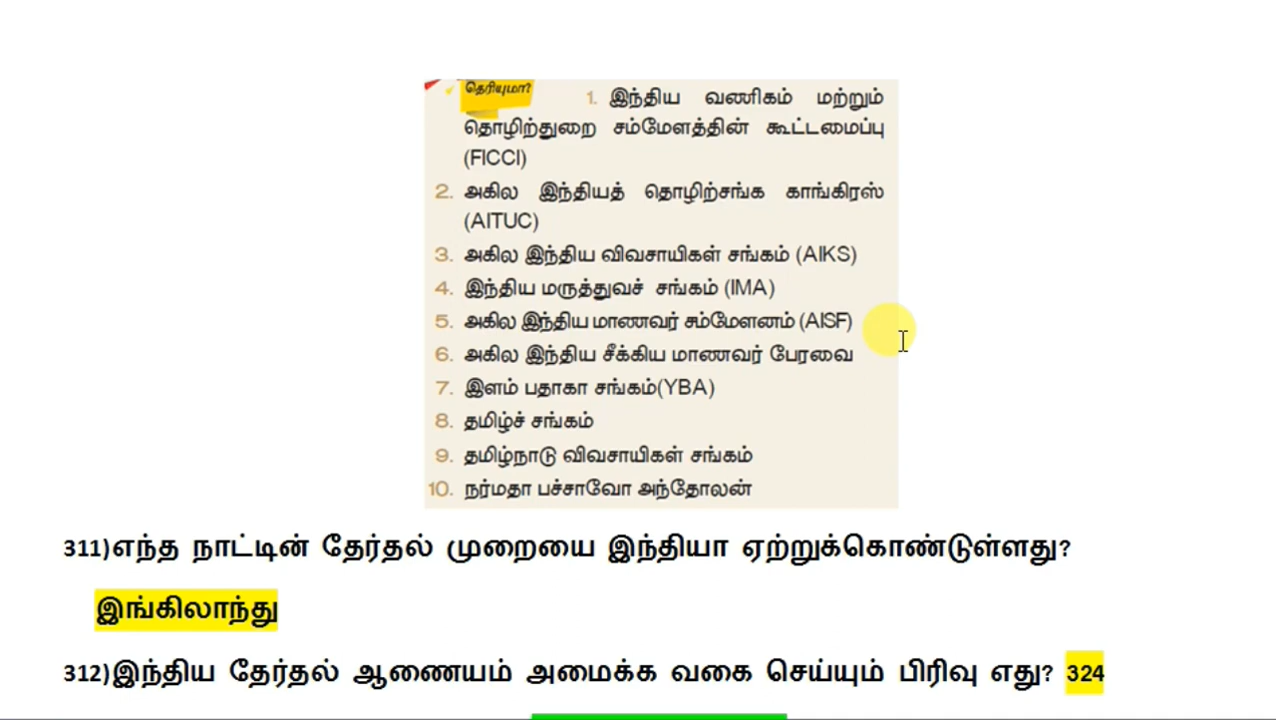 தெரியுமா?
1. இந்திய வணிகம் மற்றும்
தொழிற்துறை சம்மேளத்தின் கூட்டமைப்பு
(FICCI)
2. அகில இந்தியத் தொழிற்சங்க காங்கிரஸ்
(AITUC)
3. அகில இந்திய விவசாயிகள் சங்கம் (AIKS)
4. இந்திய மருத்துவச் சங்கம் (IMA)
5. அகில இந்திய மாணவர் சம்மேளனம் (AISF)
6. அகில இந்திய சீக்கிய மாணவர் பேரவை
7. இளம் பதாகா சங்கம்(YBA)
8. தமிழ்ச் சங்கம்
9. தமிழ்நாடு விவசாயிகள் சங்கம்
10. நர்மதா பச்சாவோ அந்தோலன்
311)எந்த நாட்டின் தேர்தல் முறையை இந்தியா ஏற்றுக்கொண்டுள்ளது?
இங்கிலாந்து
312)இந்திய தேர்தல் ஆணையம் அமைக்க வகை செய்யும் பிரிவு எது? 324